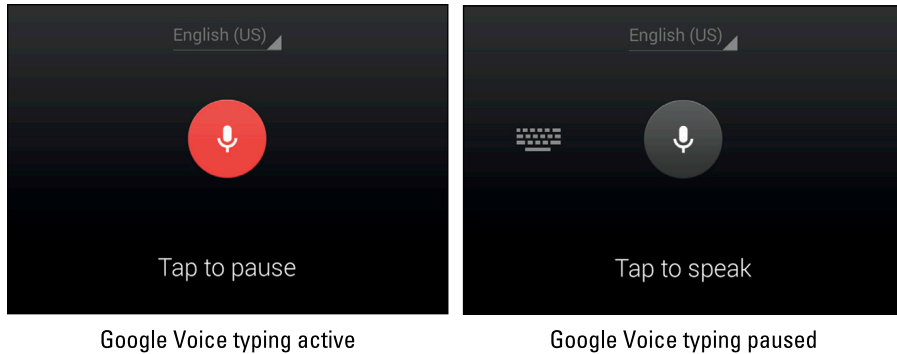 English (US)
Tap to pause
Google Voice typing active
English (US)
Tap to speak
Google Voice typing paused